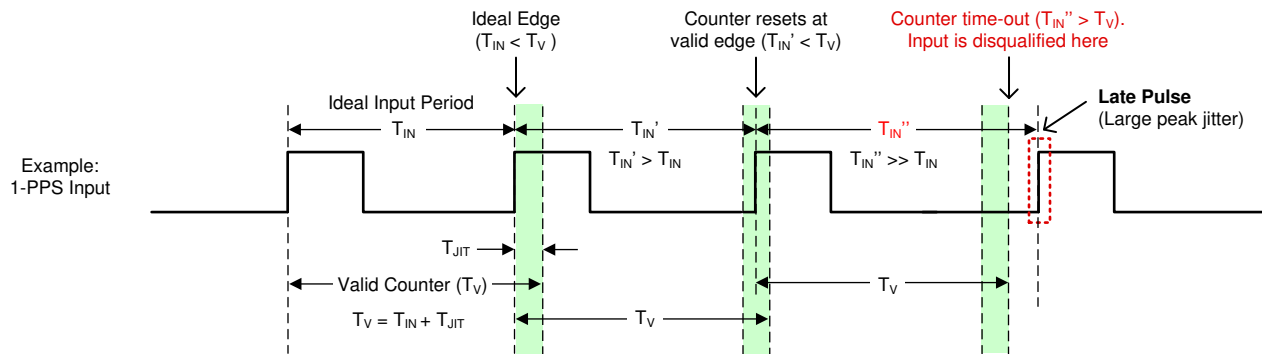 Ideal Edge
(T_IN < T_V )
Counter resets at
valid edge (T_IN' < T_V)
Counter time-out (T_IN'' > T_V).
Input is disqualified here
Ideal Input Period
T_IN
T_IN'
T_IN''
Late Pulse
(Large peak jitter)
Example:
1-PPS Input
T_IN' > T_IN
T_IN'' >> T_IN
T_JIT
Valid Counter (T_V)
T_V
T_V = T_IN + T_JIT
T_V